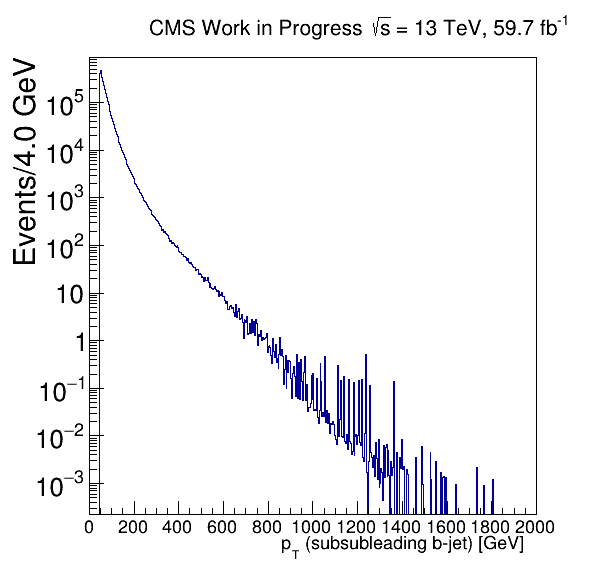 CMS Work in Progress √s = 13 TeV, 59.7 fb⁻¹
Events/4.0 GeV
10⁵
10⁴
10³
10²
10
1
10⁻¹
10⁻²
10⁻³
0 200 400 600 800 1000 1200 1400 1600 1800 2000
p_T (subsubleading b-jet) [GeV]